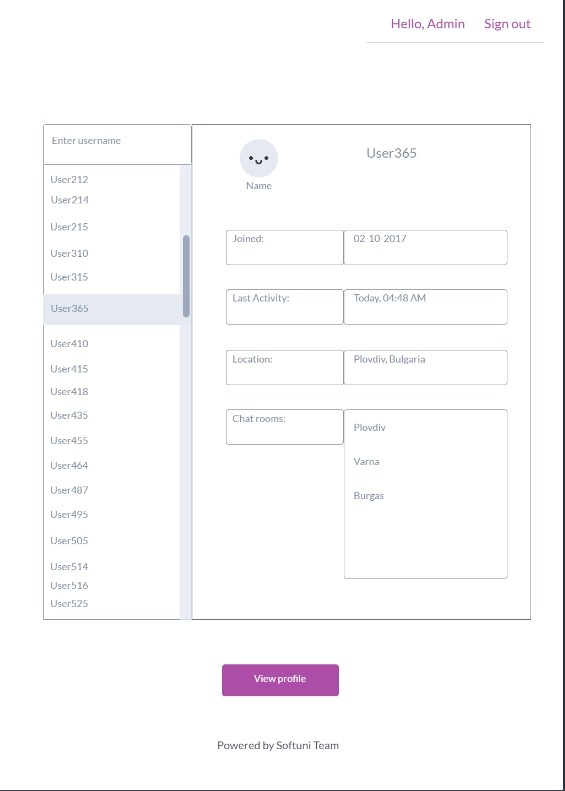 Hello, Admin Sign out
Enter username
User212
User214
User215
User310
User315
User365
User410
User415
User418
User435
User455
User464
User487
User495
User505
User514
User516
User525
User365
Name
Joined: 02-10-2017
Last Activity: Today, 04:48 AM
Location: Plovdiv, Bulgaria
Chat rooms:
Plovdiv
Varna
Burgas
View profile
Powered by Softuni Team